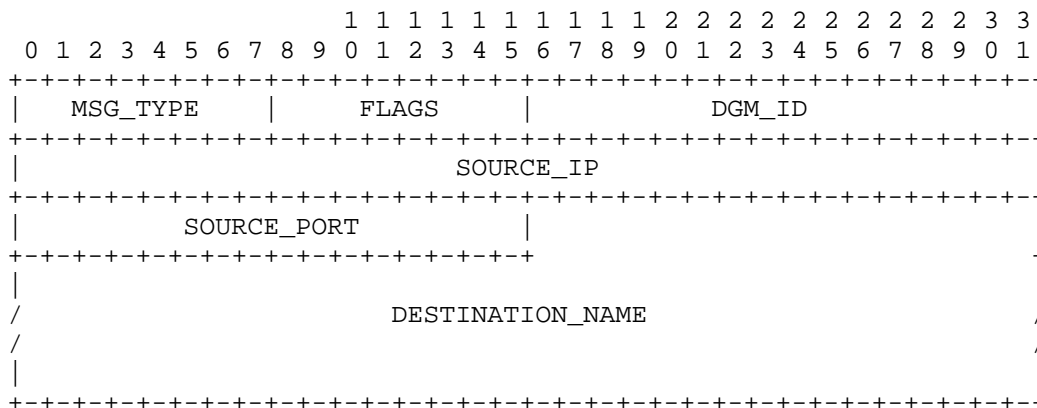 1 1 1 1 1 1 1 1 1 1 2 2 2 2 2 2 2 2 2 2 3 3
0 1 2 3 4 5 6 7 8 9 0 1 2 3 4 5 6 7 8 9 0 1 2 3 4 5 6 7 8 9 0 1
+-+-+-+-+-+-+-+-+-+-+-+-+-+-+-+-+-+-+-+-+-+-+-+-+-+-+-+-+-+-+-+--
| MSG_TYPE | FLAGS | DGM_ID
+-+-+-+-+-+-+-+-+-+-+-+-+-+-+-+-+-+-+-+-+-+-+-+-+-+-+-+-+-+-+-+--
| SOURCE_IP
+-+-+-+-+-+-+-+-+-+-+-+-+-+-+-+-+-+-+-+-+-+-+-+-+-+-+-+-+-+-+-+--
| SOURCE_PORT |
+-+-+-+-+-+-+-+-+-+-+-+-+-+-+-+-+ -
|
/ DESTINATION_NAME /
/ /
|
+-+-+-+-+-+-+-+-+-+-+-+-+-+-+-+-+-+-+-+-+-+-+-+-+-+-+-+-+-+-+-+--